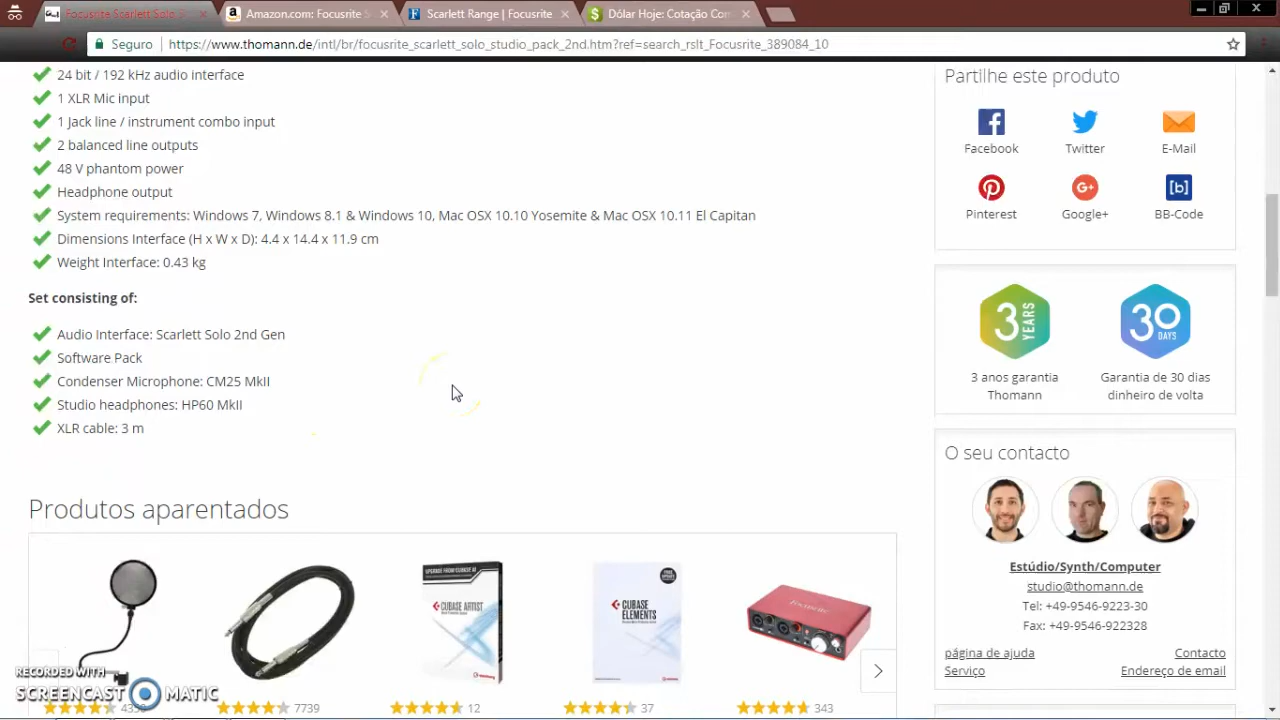 Focusrite Scarlett Solo S
Amazon.com: Focusrite S
Scarlett Range | Focusrite
Dólar Hoje: Cotação Con
Seguro
https://www.thomann.de/intl/br/focusrite_scarlett_solo_studio_pack_2nd.htm?ref=search_rslt_Focusrite_389084_10
24 bit / 192 kHz audio interface
1 XLR Mic input
1 Jack line / instrument combo input
2 balanced line outputs
48 V phantom power
Headphone output
System requirements: Windows 7, Windows 8.1 & Windows 10, Mac OSX 10.10 Yosemite & Mac OSX 10.11 El Capitan
Dimensions Interface (H x W x D): 4.4 x 14.4 x 11.9 cm
Weight Interface: 0.43 kg
Set consisting of:
Audio Interface: Scarlett Solo 2nd Gen
Software Pack
Condenser Microphone: CM25 MkII
Studio headphones: HP60 MkII
XLR cable: 3 m
Produtos aparentados
CUBASE ARTIST
CUBASE
ELEMENTS
Focusrite
7739
12
37
343
RECORDED WITH
SCREENCAST MATIC
Partilhe este produto
Facebook
Twitter
E-Mail
G+
[b]
Pinterest
Google+
BB-Code
3 YEARS
30
DAYS
3 anos garantia
Thomann
Garantia de 30 dias
dinheiro de volta
O seu contacto
Estúdio/Synth/Computer
studio@thomann.de
Tel: +49-9546-9223-30
Fax: +49-9546-922328
página de ajuda
Contacto
Serviço
Endereço de email